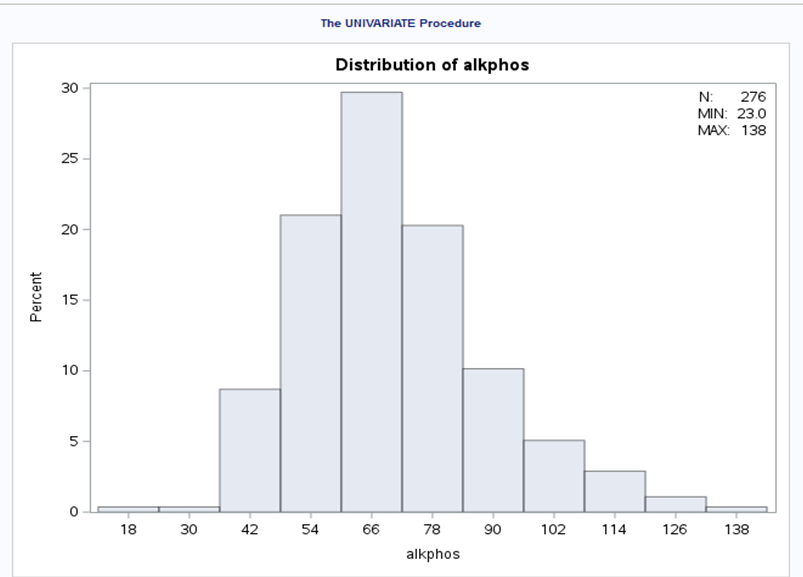 The UNIVARIATE Procedure
Distribution of alkphos
N: 276
MIN: 23.0
MAX: 138
30
25
20
15
10
5
0
Percent
18 30 42 54 66 78 90 102 114 126 138
alkphos